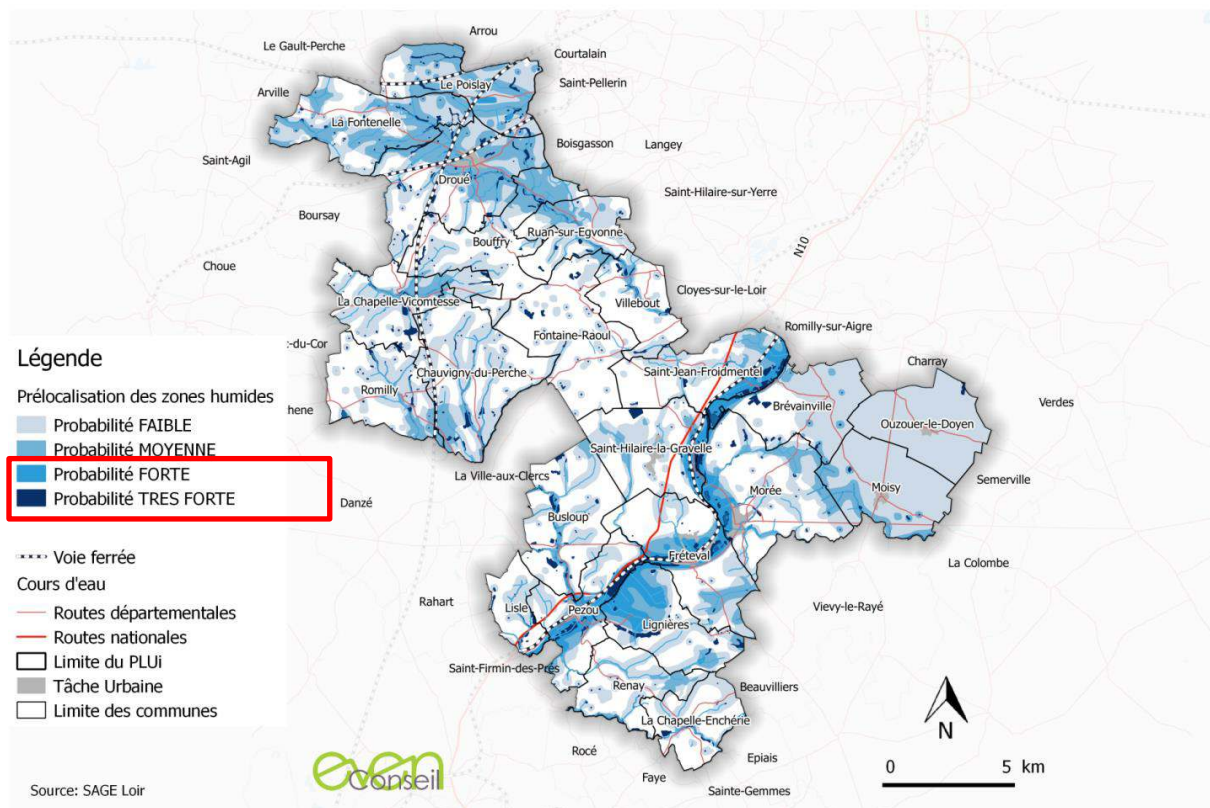 Arrou
Le Gault-Perche
Courtalain
Le Poislay
Saint-Pellerin
Arville
La Fontenelle
Boisgasson
Langey
Saint-Agil
Droué
Saint-Hilaire-sur-Yerre
Boursay
Ruan-sur-Egvonne
Bouffry
N10
Choue
Cloyes-sur-le-Loir
La Chapelle-Vicomtesse
Villebout
Romilly-sur-Aigre
Fontaine-Raoul
-du-Cor
Charray
Saint-Jean-Froidmentel
Chauvigny-du-Perche
Romilly
Brévainville
Verdes
hene
Ouzouer-le-Doyen
Saint-Hilaire-la-Gravelle
La Ville-aux-Clercs
Semerville
Danzé
Morée
Moisy
Busloup
Fréteval
La Colombe
Rahart
Lisle
Pezou
Vievy-le-Rayé
Lignières
Saint-Firmin-des-Prés
Renay
Beauvilliers
La Chapelle-Enchérie
Rocé
Epiais
Faye
Sainte-Gemmes
Légende
Prélocalisation des zones humides
Probabilité FAIBLE
Probabilité MOYENNE
Probabilité FORTE
Probabilité TRES FORTE
Voie ferrée
Cours d'eau
Routes départementales
Routes nationales
Limite du PLUi
Tâche Urbaine
Limite des communes
Source: SAGE Loir
even
Conseil
N
0 5 km